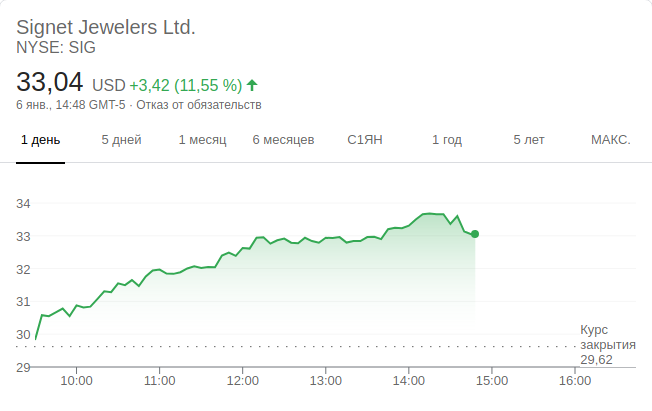 Signet Jewelers Ltd.
NYSE: SIG
33,04 USD +3,42 (11,55 %)
6 янв., 14:48 GMT-5 · Отказ от обязательств
1 день 5 дней 1 месяц 6 месяцев С1ЯН 1 год 5 лет МАКС.
34
33
32
31
30
29
Курс
закрытия
29,62
10:00 11:00 12:00 13:00 14:00 15:00 16:00